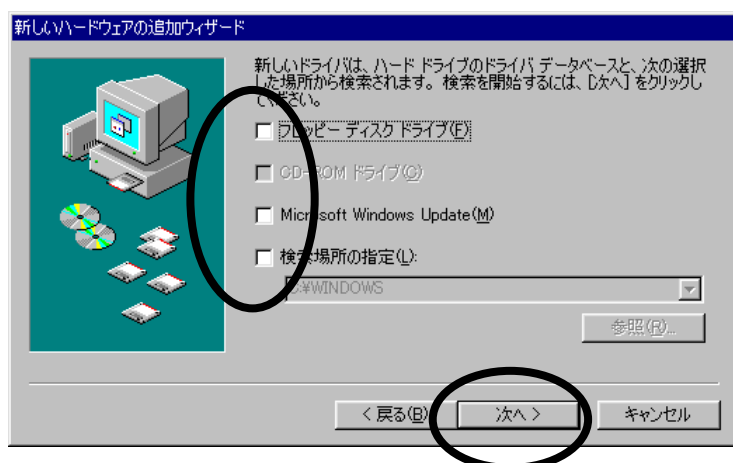 新しいハードウェアの追加ウィザード
新しいドライバは、ハード ドライブのドライバ データベースと、次の選択
した場所から検索されます。検索を開始するには、[次へ] をクリックし
てください。
フロッピー ディスク ドライブ(F)
CD-ROM ドライブ(C)
Microsoft Windows Update(M)
検索場所の指定(L):
C:¥WINDOWS
参照(R)...
< 戻る(B)
次へ >
キャンセル